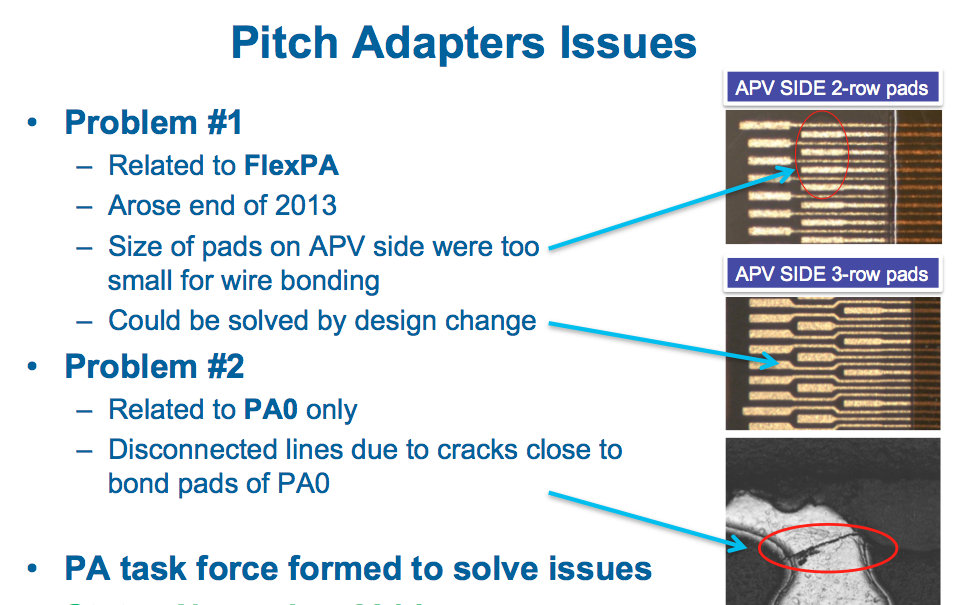 Pitch Adapters Issues
APV SIDE 2-row pads
• Problem #1
– Related to FlexPA
– Arose end of 2013
– Size of pads on APV side were too
small for wire bonding
APV SIDE 3-row pads
– Could be solved by design change
• Problem #2
– Related to PA0 only
– Disconnected lines due to cracks close to
bond pads of PA0
• PA task force formed to solve issues